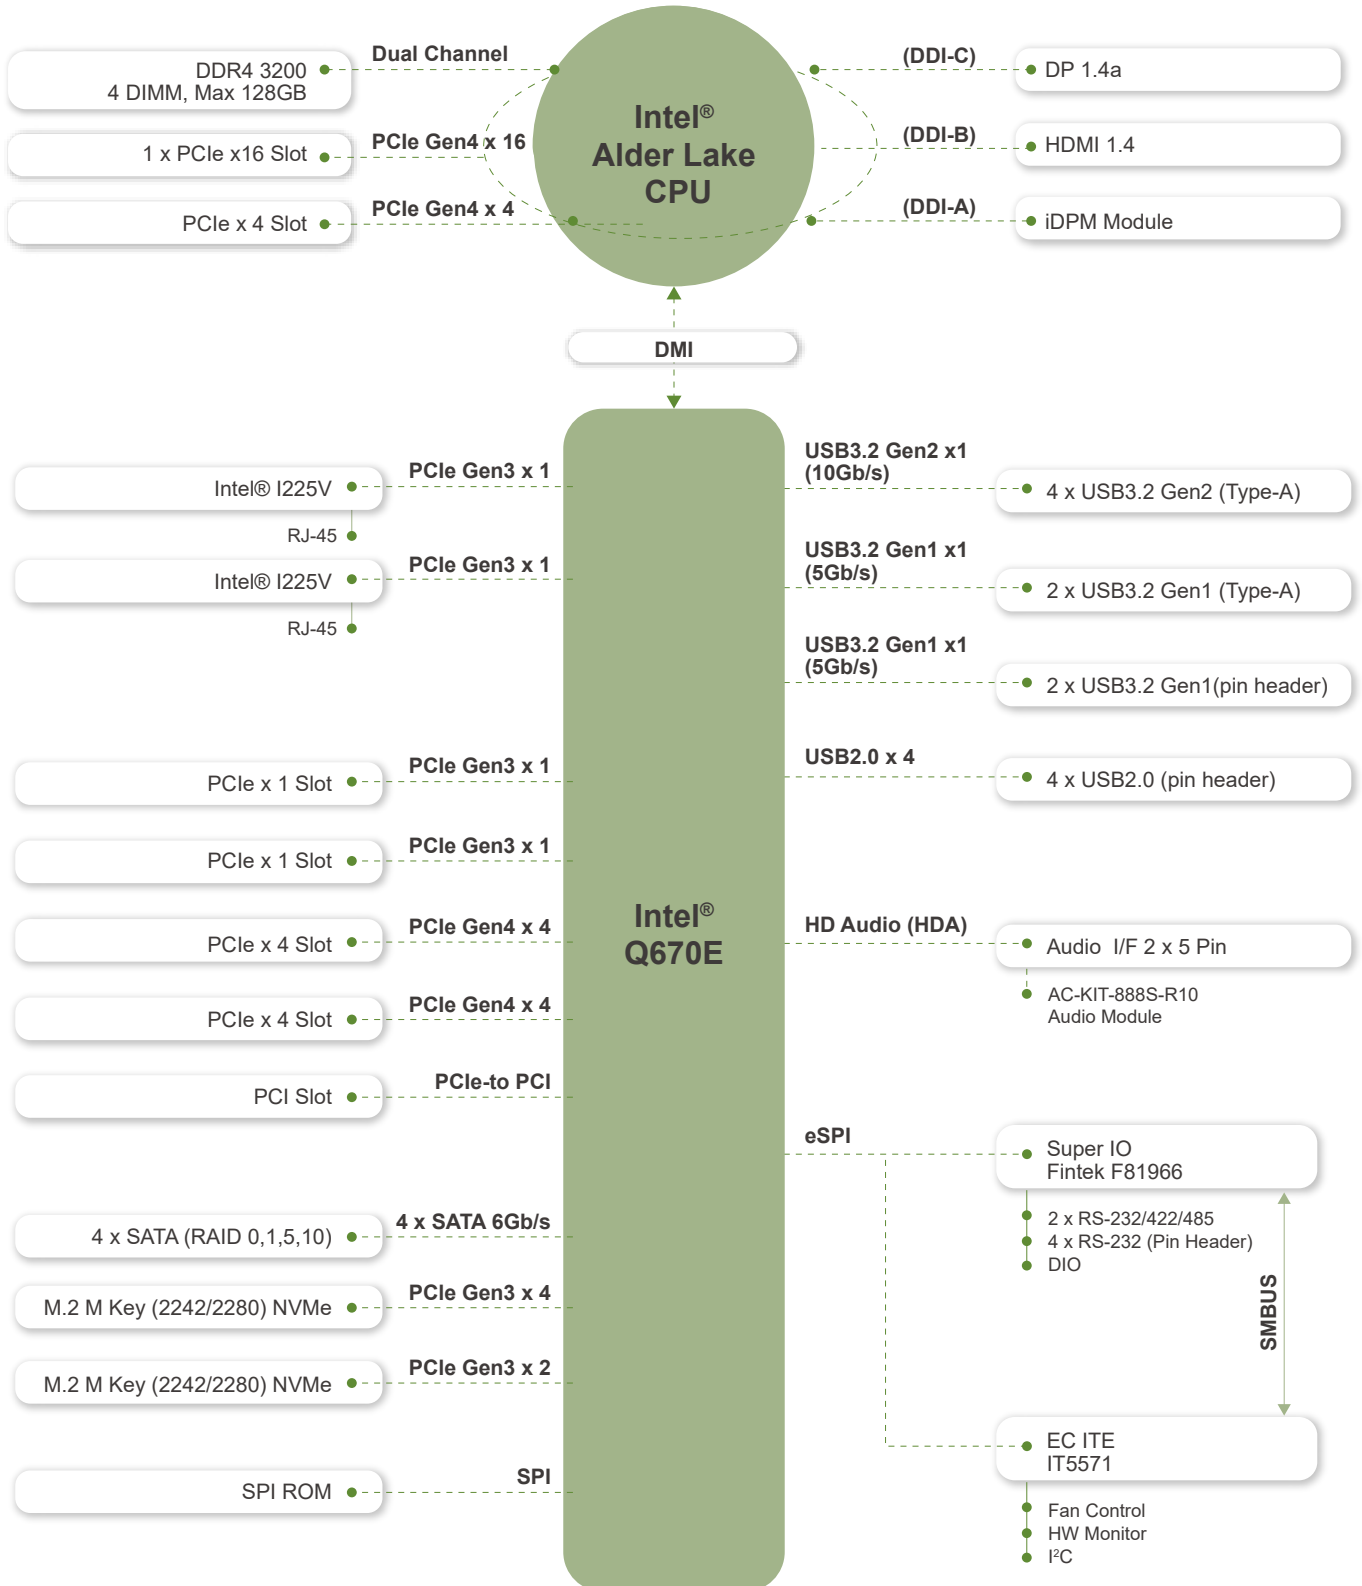 Dual Channel
DDR4 3200
4 DIMM, Max 128GB
PCIe Gen4 x 16
1 x PCIe x16 Slot
PCIe Gen4 x 4
PCIe x 4 Slot
Intel®
Alder Lake
CPU
(DDI-C)
DP 1.4a
(DDI-B)
HDMI 1.4
(DDI-A)
iDPM Module
DMI
PCIe Gen3 x 1
Intel® I225V
RJ-45
PCIe Gen3 x 1
Intel® I225V
RJ-45
PCIe Gen3 x 1
PCIe x 1 Slot
PCIe Gen3 x 1
PCIe x 1 Slot
PCIe Gen4 x 4
PCIe x 4 Slot
PCIe Gen4 x 4
PCIe x 4 Slot
PCIe-to PCI
PCI Slot
4 x SATA 6Gb/s
4 x SATA (RAID 0,1,5,10)
PCIe Gen3 x 4
M.2 M Key (2242/2280) NVMe
PCIe Gen3 x 2
M.2 M Key (2242/2280) NVMe
SPI
SPI ROM
Intel®
Q670E
USB3.2 Gen2 x1
(10Gb/s)
4 x USB3.2 Gen2 (Type-A)
USB3.2 Gen1 x1
(5Gb/s)
2 x USB3.2 Gen1 (Type-A)
USB3.2 Gen1 x1
(5Gb/s)
2 x USB3.2 Gen1(pin header)
USB2.0 x 4
4 x USB2.0 (pin header)
HD Audio (HDA)
Audio I/F 2 x 5 Pin
AC-KIT-888S-R10
Audio Module
eSPI
Super IO
Fintek F81966
2 x RS-232/422/485
4 x RS-232 (Pin Header)
DIO
SMBUS
EC ITE
IT5571
Fan Control
HW Monitor
I²C